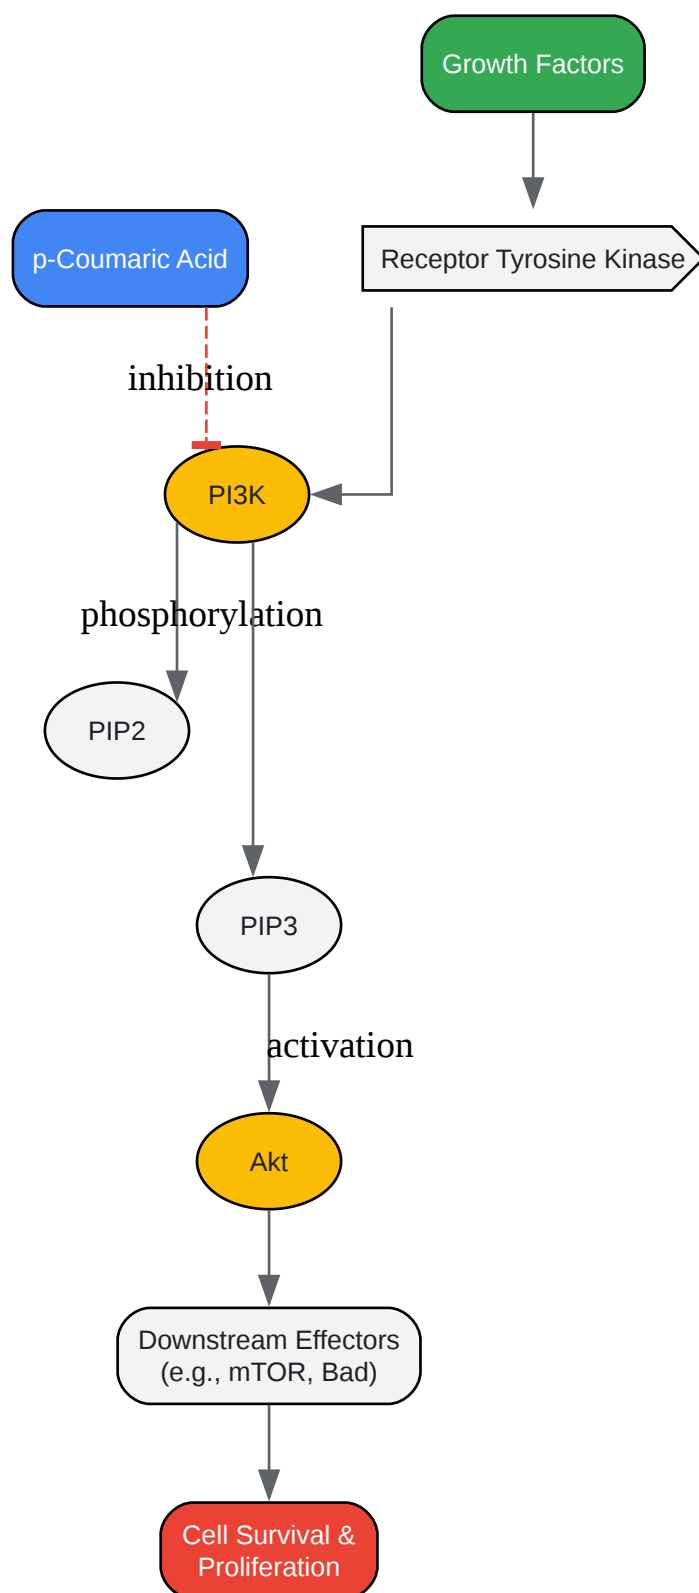 Growth Factors
p-Coumaric Acid
Receptor Tyrosine Kinase
inhibition
PI3K
phosphorylation
PIP2
PIP3
activation
Akt
Downstream Effectors
(e.g., mTOR, Bad)
Cell Survival &
Proliferation